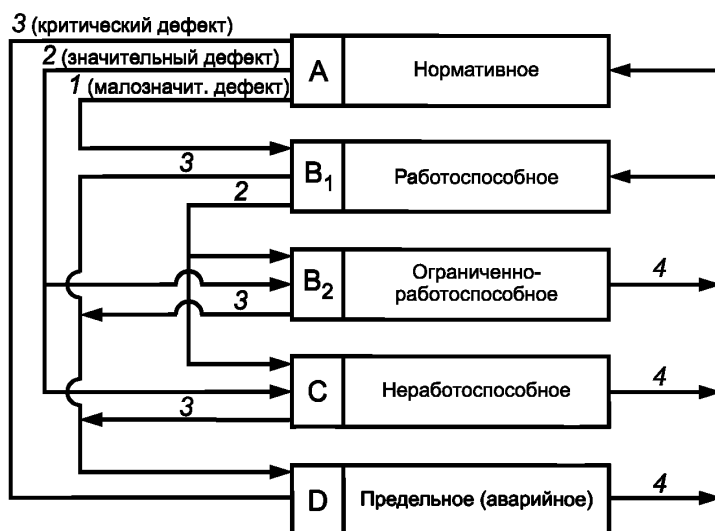 3 (критический дефект)
2 (значительный дефект)
1 (малозначит. дефект)
A Нормативное
3
B1 Работоспособное
2
B2 Ограниченно-
работоспособное
4
3
C Неработоспособное
4
3
D Предельное (аварийное)
4